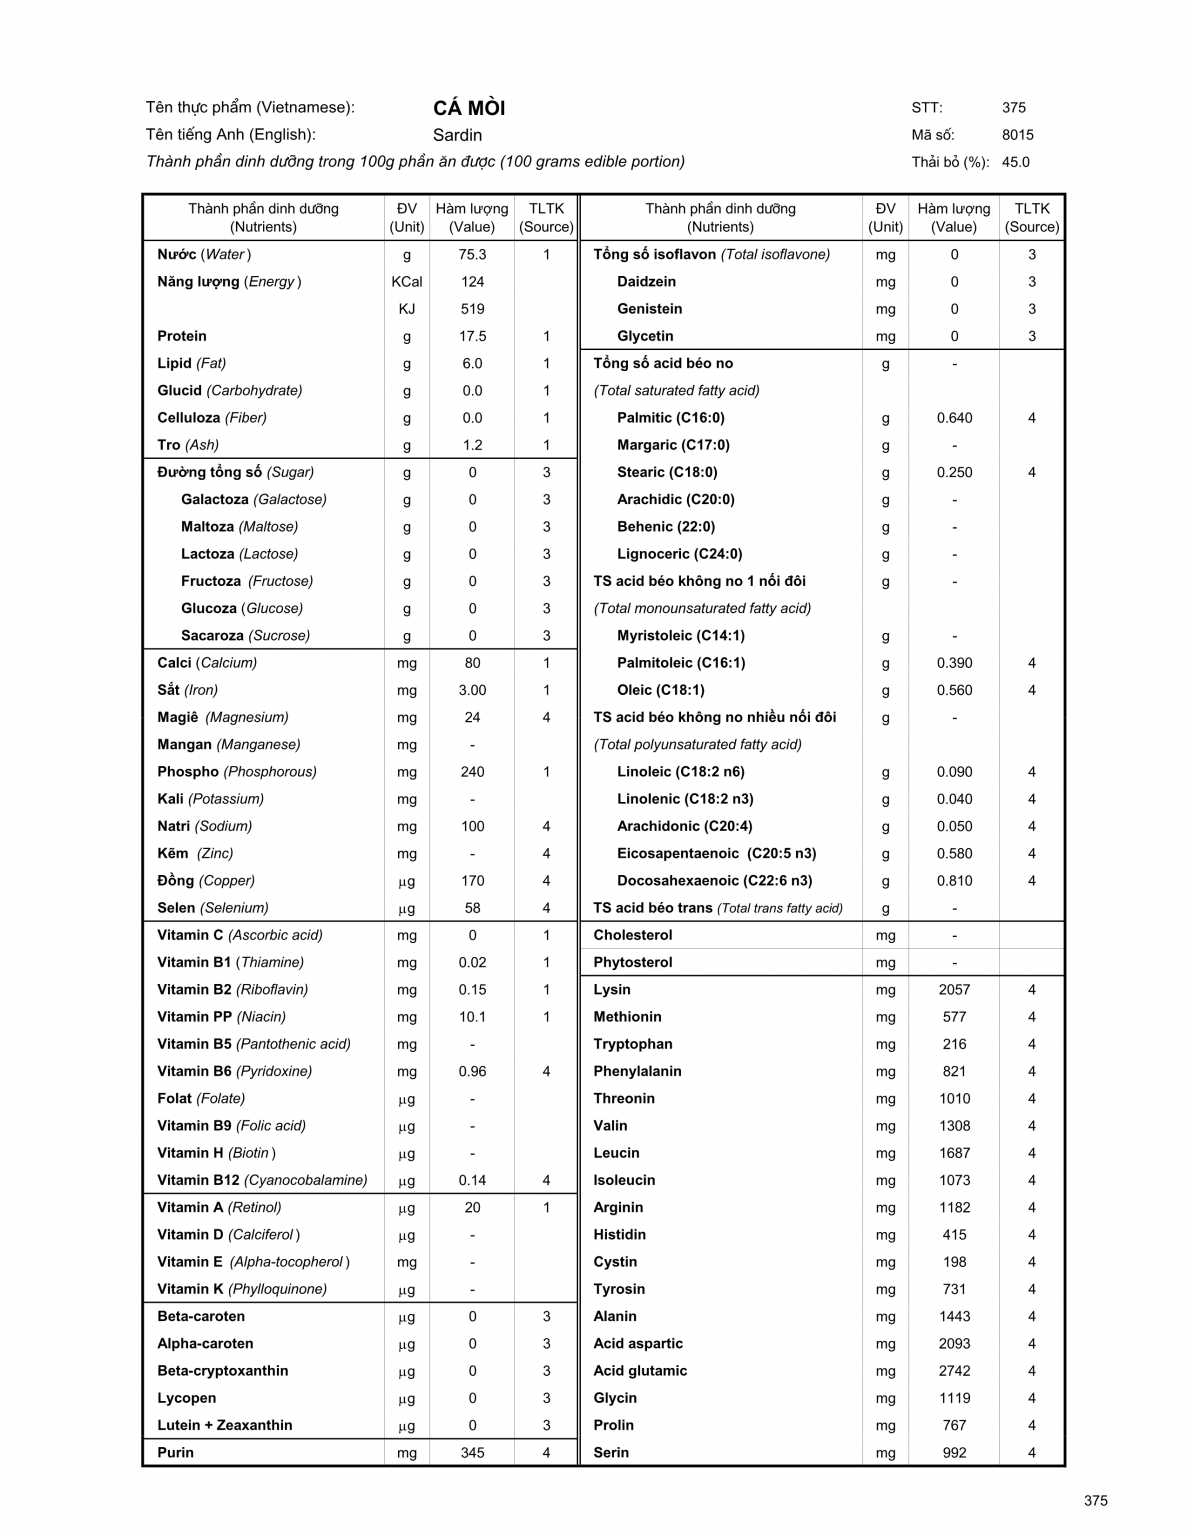 Tên thực phẩm (Vietnamese): CÁ MÒI STT: 375
Tên tiếng Anh (English): Sardin Mã số: 8015
Thành phần dinh dưỡng trong 100g phần ăn được (100 grams edible portion) Thải bỏ (%): 45.0
Thành phần dinh dưỡng ĐV Hàm lượng TLTK
(Nutrients) (Unit) (Value) (Source)
Nước (Water) g 75.3 1
Năng lượng (Energy) KCal 124
KJ 519
Protein g 17.5 1
Lipid (Fat) g 6.0 1
Glucid (Carbohydrate) g 0.0 1
Celluloza (Fiber) g 0.0 1
Tro (Ash) g 1.2 1
Đường tổng số (Sugar) g 0 3
Galactoza (Galactose) g 0 3
Maltoza (Maltose) g 0 3
Lactoza (Lactose) g 0 3
Fructoza (Fructose) g 0 3
Glucoza (Glucose) g 0 3
Sacaroza (Sucrose) g 0 3
Calci (Calcium) mg 80 1
Sắt (Iron) mg 3.00 1
Magiê (Magnesium) mg 24 4
Mangan (Manganese) mg -
Phospho (Phosphorous) mg 240 1
Kali (Potassium) mg -
Natri (Sodium) mg 100 4
Kẽm (Zinc) mg - 4
Đồng (Copper) μg 170 4
Selen (Selenium) μg 58 4
Vitamin C (Ascorbic acid) mg 0 1
Vitamin B1 (Thiamine) mg 0.02 1
Vitamin B2 (Riboflavin) mg 0.15 1
Vitamin PP (Niacin) mg 10.1 1
Vitamin B5 (Pantothenic acid) mg -
Vitamin B6 (Pyridoxine) mg 0.96 4
Folat (Folate) μg -
Vitamin B9 (Folic acid) μg -
Vitamin H (Biotin) μg -
Vitamin B12 (Cyanocobalamine) μg 0.14 4
Vitamin A (Retinol) μg 20 1
Vitamin D (Calciferol) μg -
Vitamin E (Alpha-tocopherol) mg -
Vitamin K (Phylloquinone) μg -
Beta-caroten μg 0 3
Alpha-caroten μg 0 3
Beta-cryptoxanthin μg 0 3
Lycopen μg 0 3
Lutein + Zeaxanthin μg 0 3
Purin mg 345 4
Thành phần dinh dưỡng ĐV Hàm lượng TLTK
(Nutrients) (Unit) (Value) (Source)
Tổng số isoflavon (Total isoflavone) mg 0 3
Daidzein mg 0 3
Genistein mg 0 3
Glycetin mg 0 3
Tổng số acid béo no g -
(Total saturated fatty acid)
Palmitic (C16:0) g 0.640 4
Margaric (C17:0) g -
Stearic (C18:0) g 0.250 4
Arachidic (C20:0) g -
Behenic (22:0) g -
Lignoceric (C24:0) g -
TS acid béo không no 1 nối đôi g -
(Total monounsaturated fatty acid)
Myristoleic (C14:1) g -
Palmitoleic (C16:1) g 0.390 4
Oleic (C18:1) g 0.560 4
TS acid béo không no nhiều nối đôi g -
(Total polyunsaturated fatty acid)
Linoleic (C18:2 n6) g 0.090 4
Linolenic (C18:2 n3) g 0.040 4
Arachidonic (C20:4) g 0.050 4
Eicosapentaenoic (C20:5 n3) g 0.580 4
Docosahexaenoic (C22:6 n3) g 0.810 4
TS acid béo trans (Total trans fatty acid) g -
Cholesterol mg -
Phytosterol mg -
Lysin mg 2057 4
Methionin mg 577 4
Tryptophan mg 216 4
Phenylalanin mg 821 4
Threonin mg 1010 4
Valin mg 1308 4
Leucin mg 1687 4
Isoleucin mg 1073 4
Arginin mg 1182 4
Histidin mg 415 4
Cystin mg 198 4
Tyrosin mg 731 4
Alanin mg 1443 4
Acid aspartic mg 2093 4
Acid glutamic mg 2742 4
Glycin mg 1119 4
Prolin mg 767 4
Serin mg 992 4
375